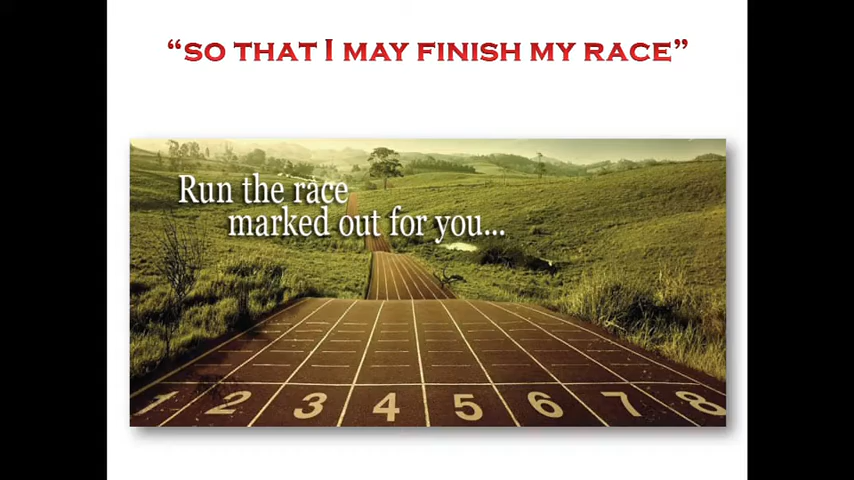 “SO THAT I MAY FINISH MY RACE”
Run the race
marked out for you...
1 2 3 4 5 6 7 8